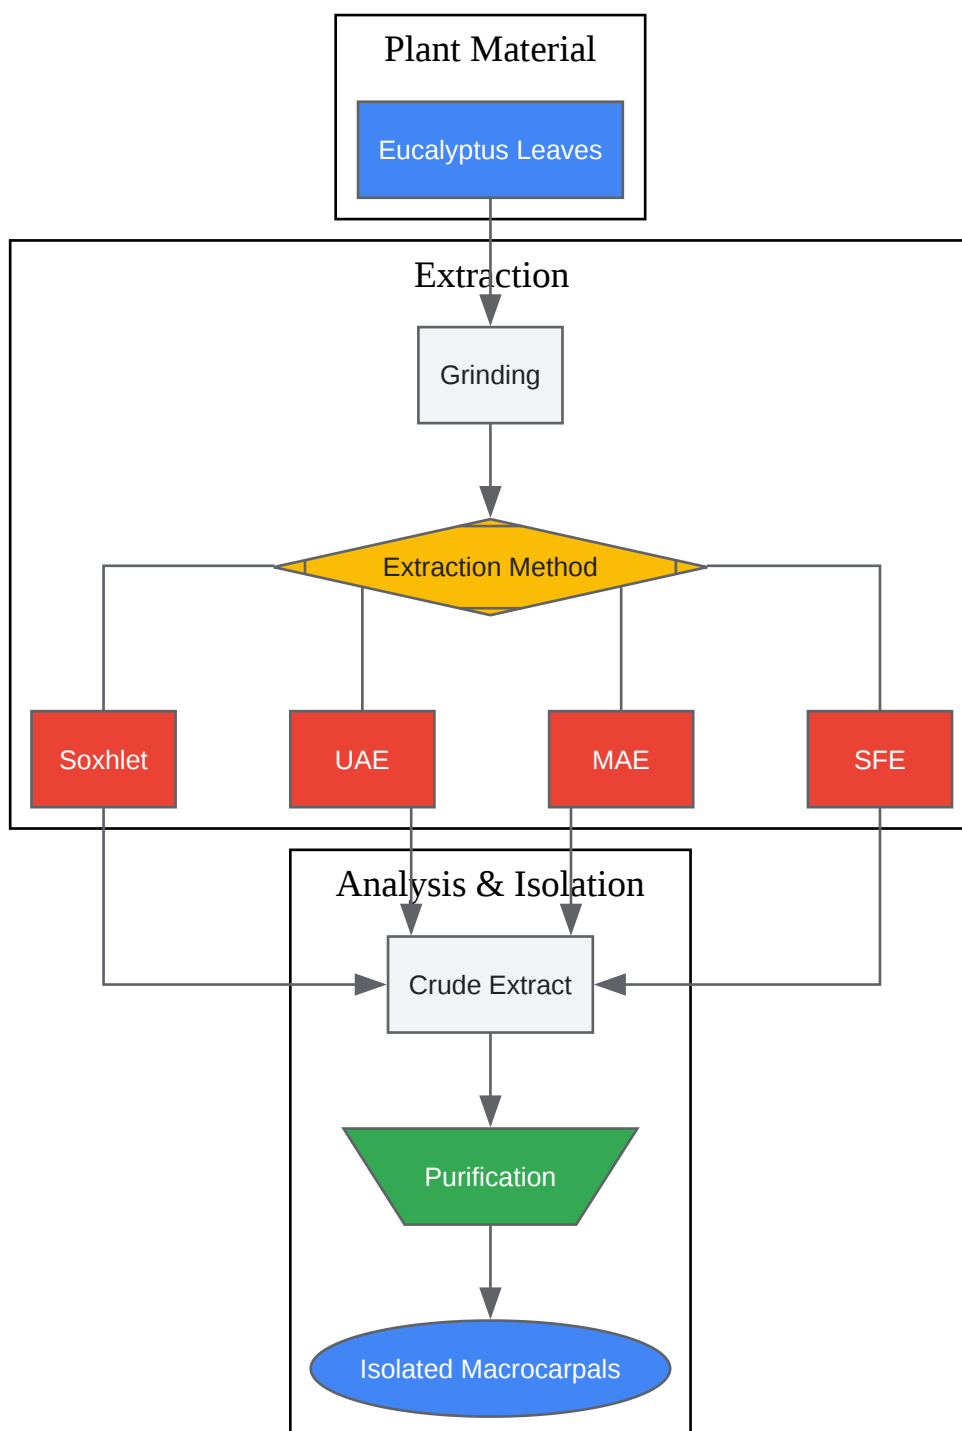 Plant Material
Eucalyptus Leaves
Extraction
Grinding
Extraction Method
Soxhlet
UAE
MAE
SFE
Analysis & Isolation
Crude Extract
Purification
Isolated Macrocarpals